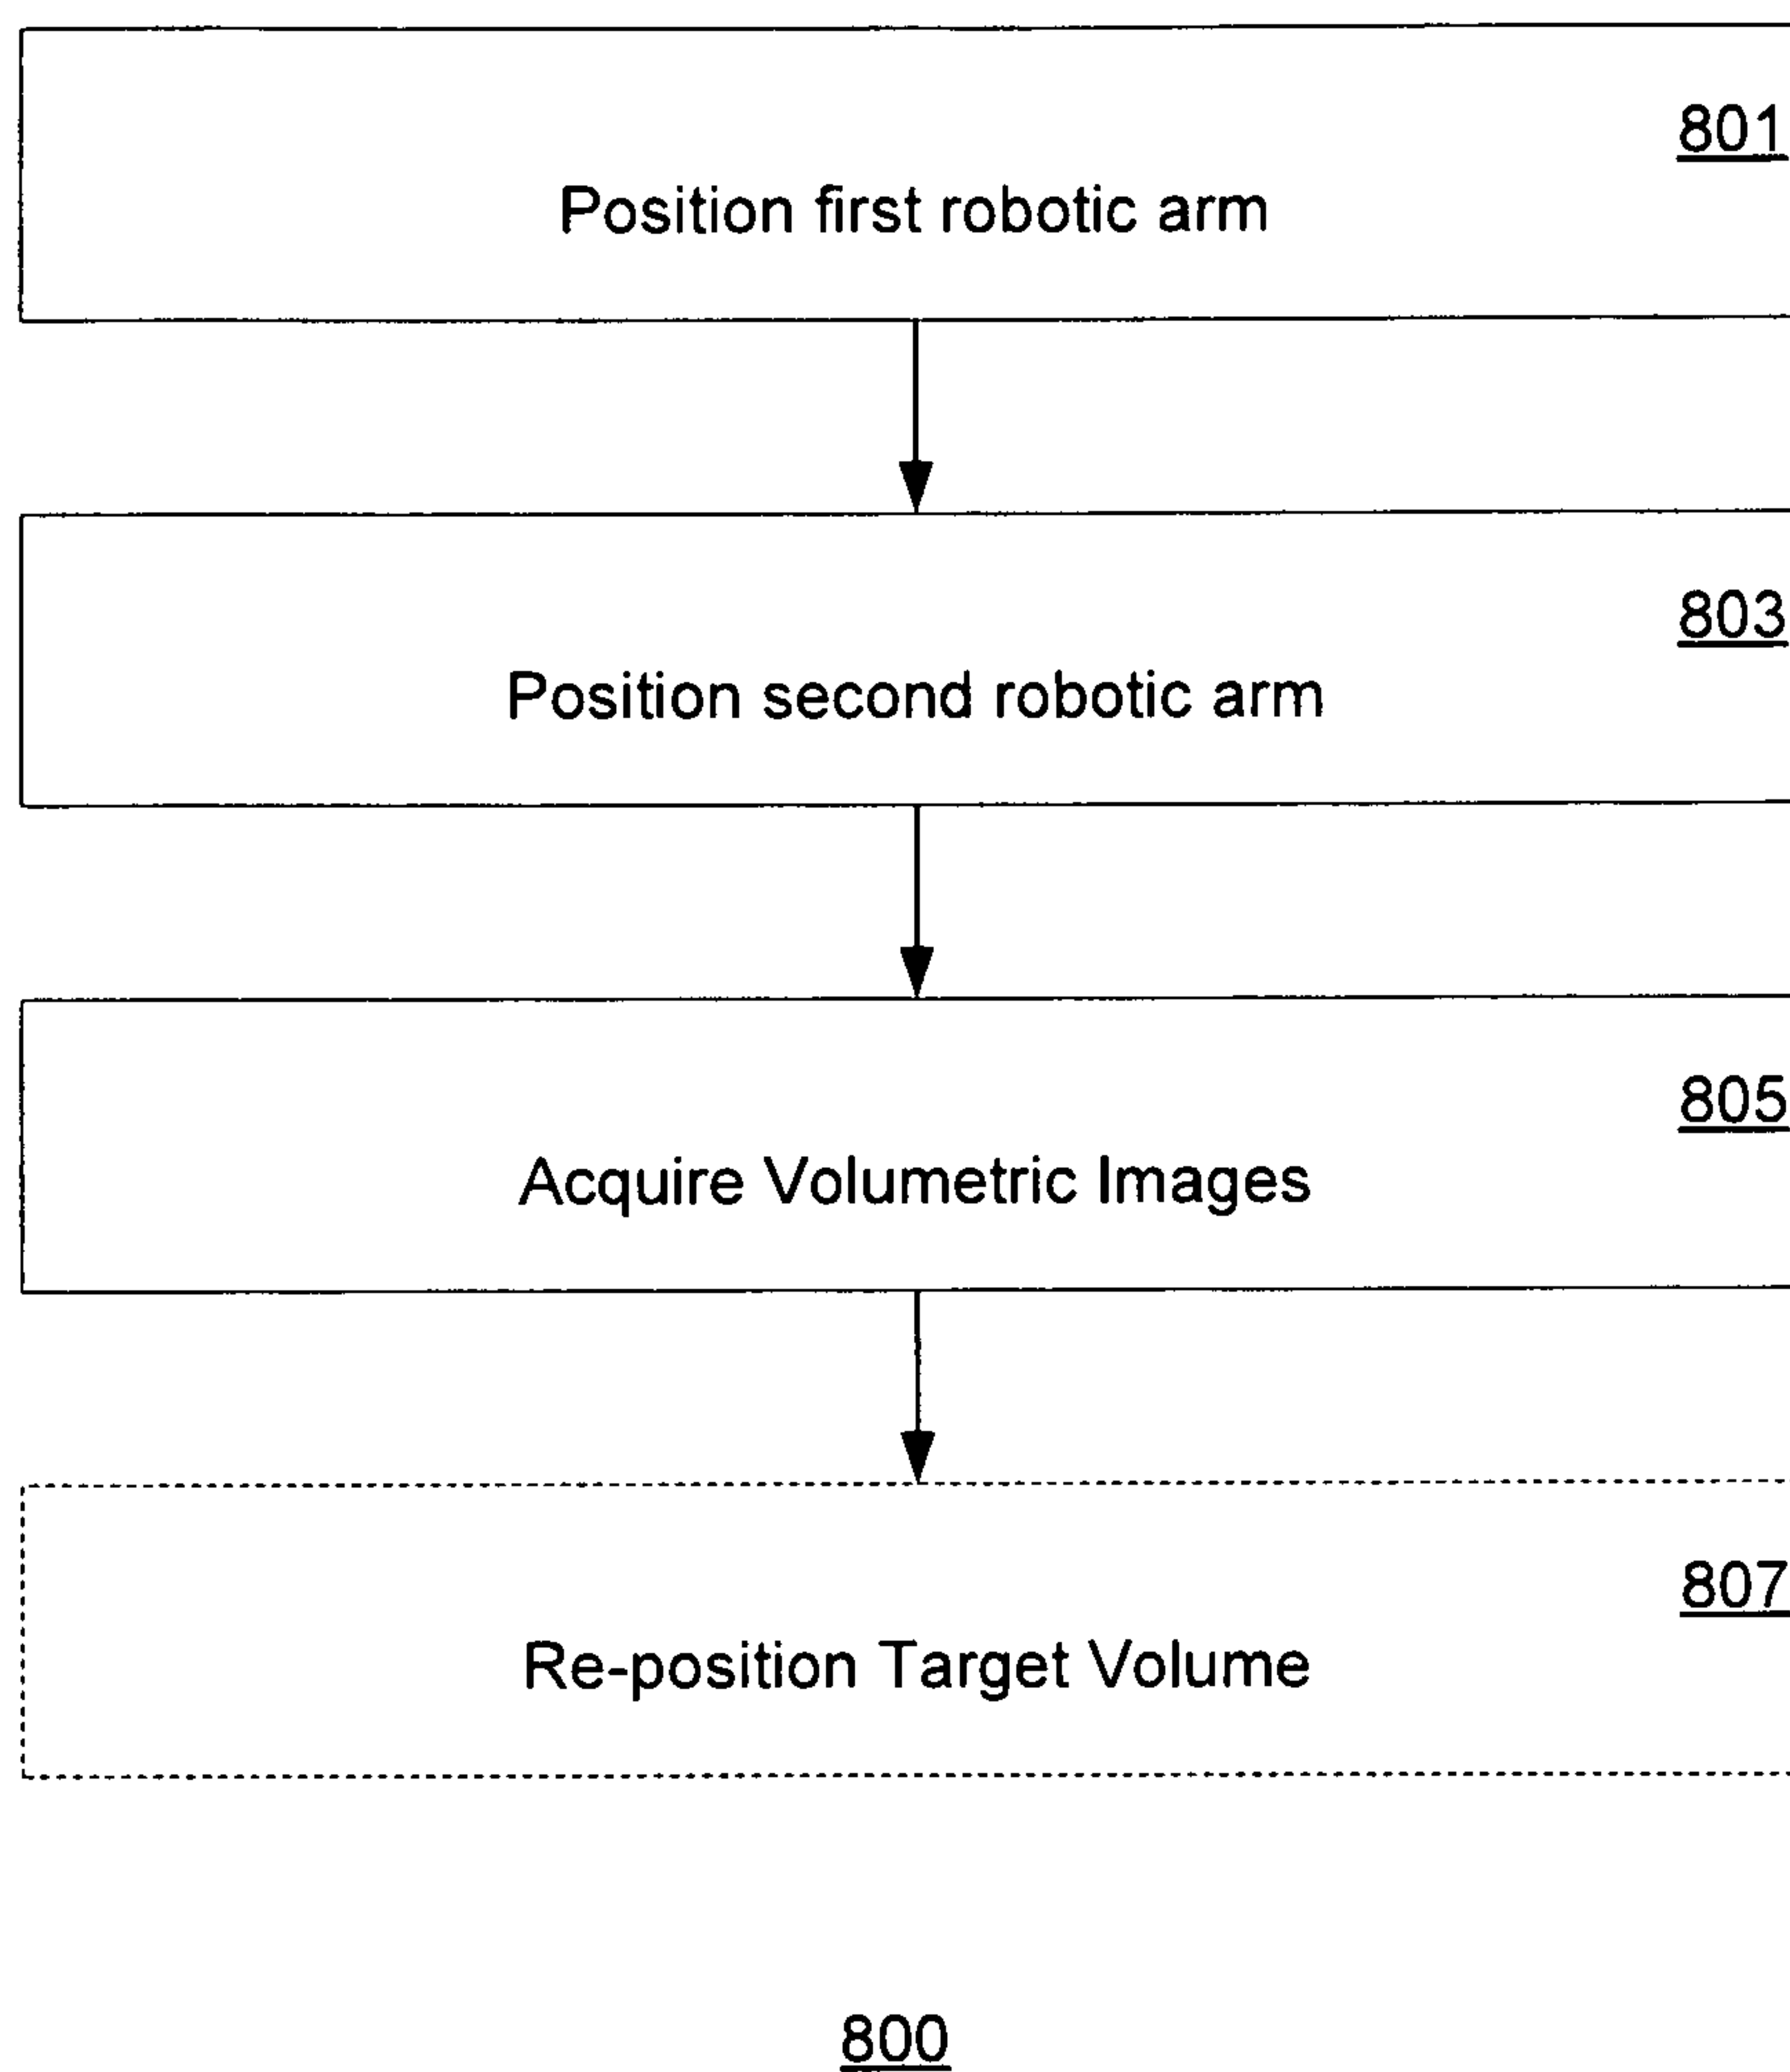 801
Position first robotic arm
803
Position second robotic arm
805
Acquire Volumetric Images
807
Re-position Target Volume
800